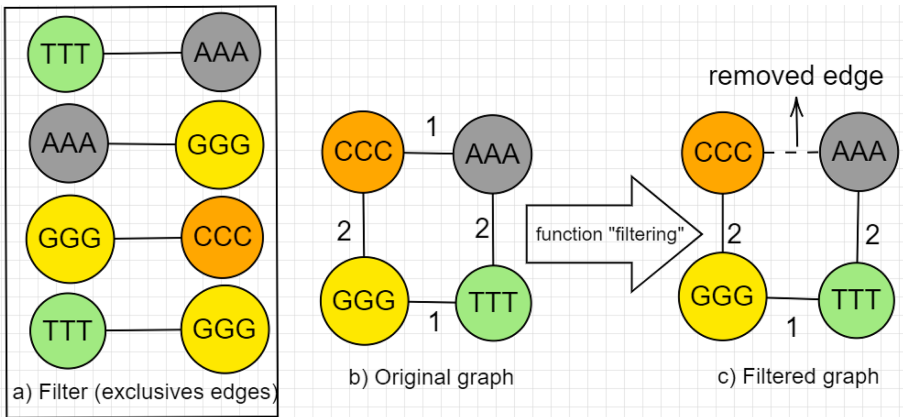 TTT AAA
AAA GGG
GGG CCC
TTT GGG
a) Filter (exclusives edges)
CCC 1 AAA
2 2
GGG 1 TTT
b) Original graph
function "filtering"
removed edge
CCC AAA
2 2
GGG 1 TTT
c) Filtered graph